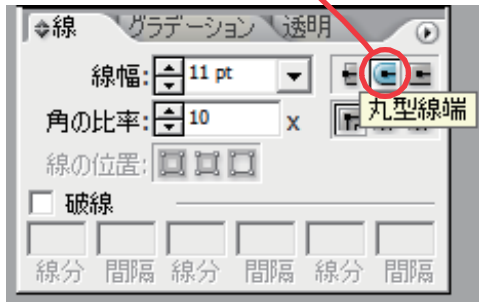 線 グラデーション 透明
線幅: 11 pt
丸型線端
角の比率: 10 x
線の位置:
破線
線分 間隔 線分 間隔 線分 間隔